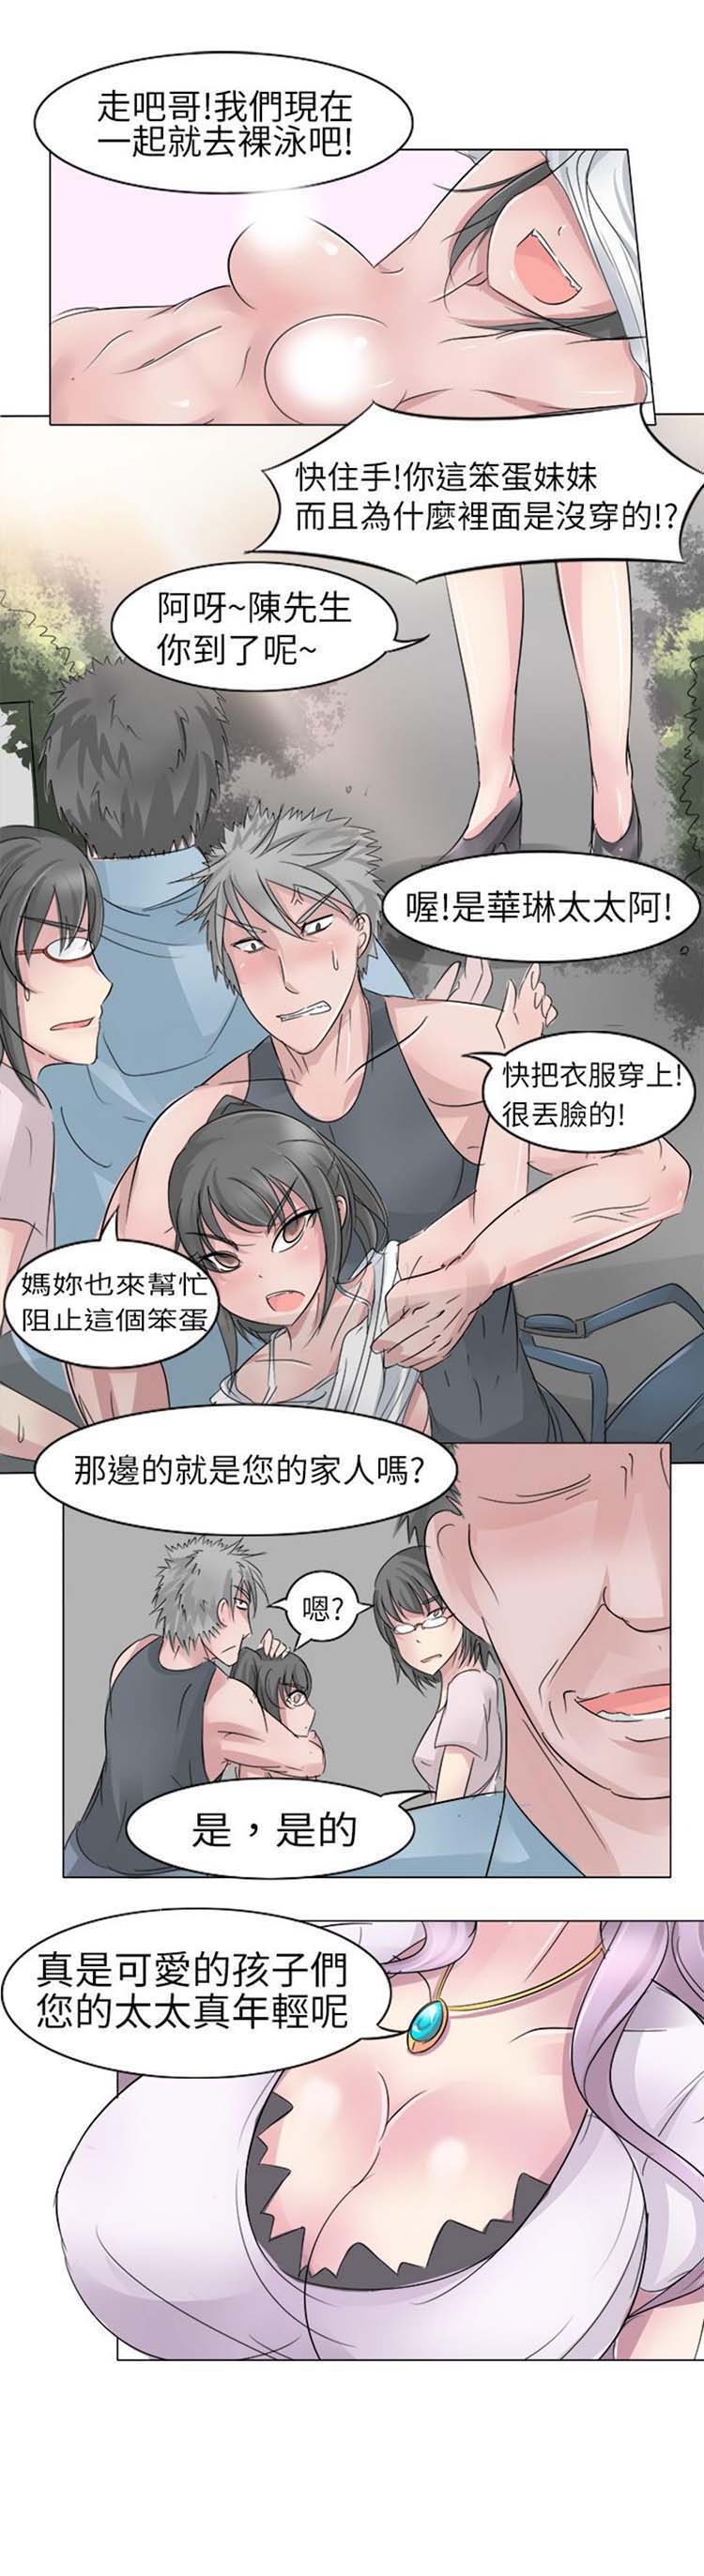 走吧哥!我們現在
一起就去裸泳吧!
快住手!你這笨蛋妹妹
而且為什麼裡面是沒穿的!?
阿呀~陳先生
你到了呢~
喔!是華琳太太阿!
快把衣服穿上!
很丟臉的!
媽妳也來幫忙
阻止這個笨蛋
那邊的就是您的家人嗎?
嗯?
是，是的
真是可愛的孩子們
您的太太真年輕呢